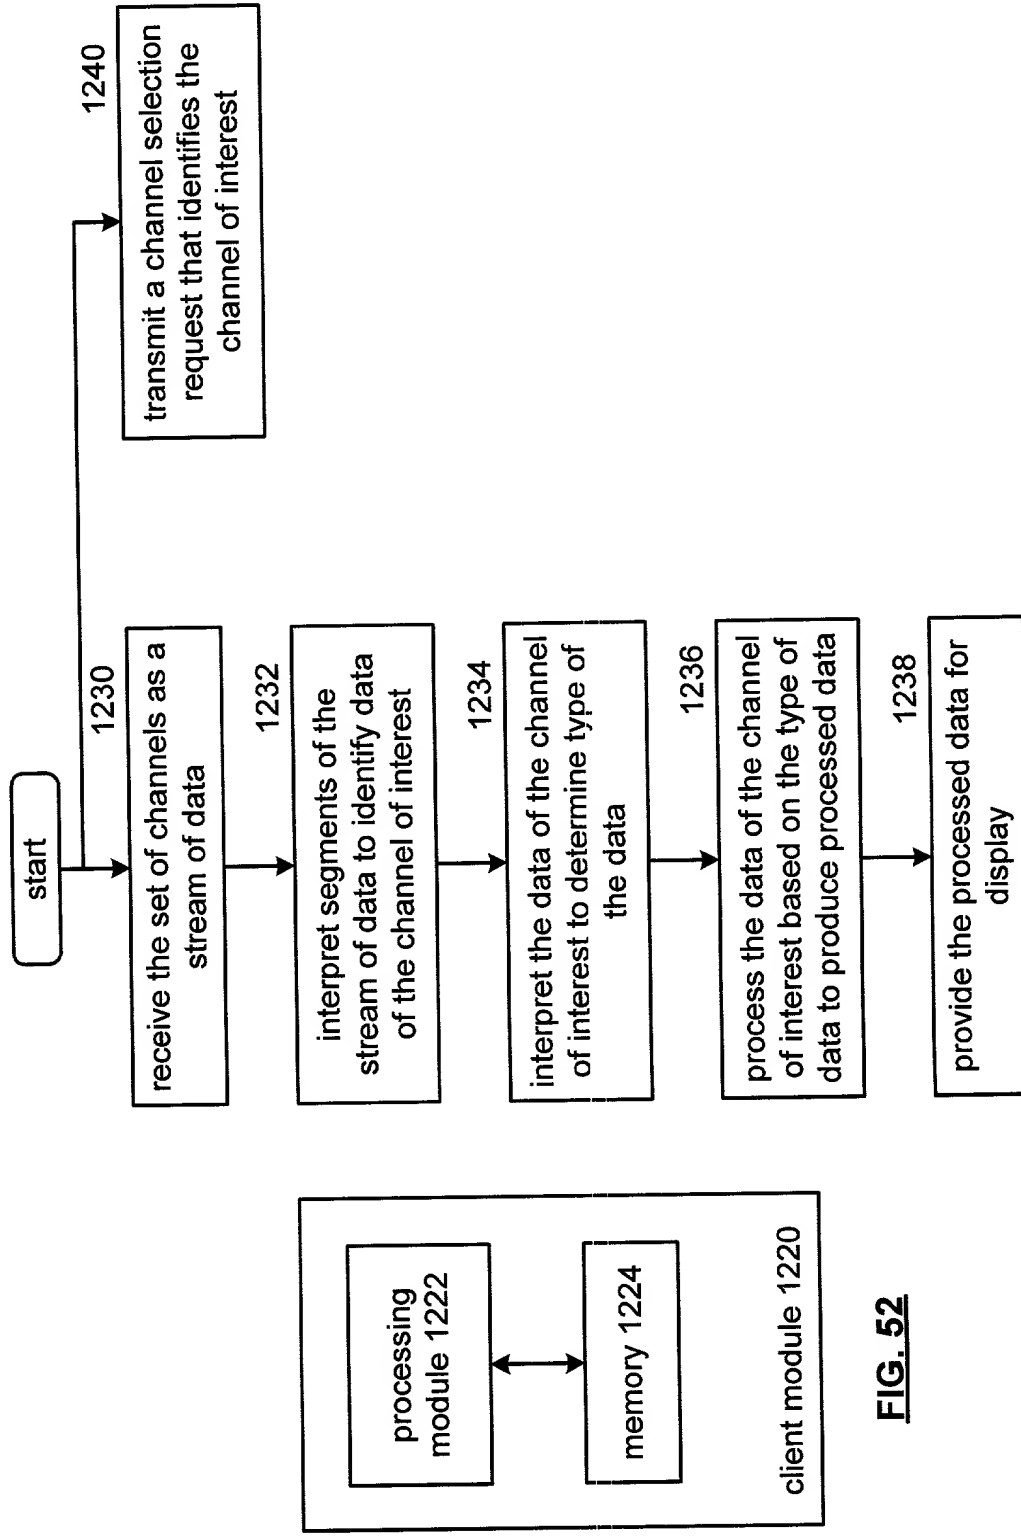 start
1230
receive the set of channels as a
stream of data
1232
interpret segments of the
stream of data to identify data
of the channel of interest
1234
interpret the data of the channel
of interest to determine type of
the data
1236
process the data of the channel
of interest based on the type of
data to produce processed data
1238
provide the processed data for
display
1240
transmit a channel selection
request that identifies the
channel of interest
processing
module 1222
memory 1224
client module 1220
FIG. 52